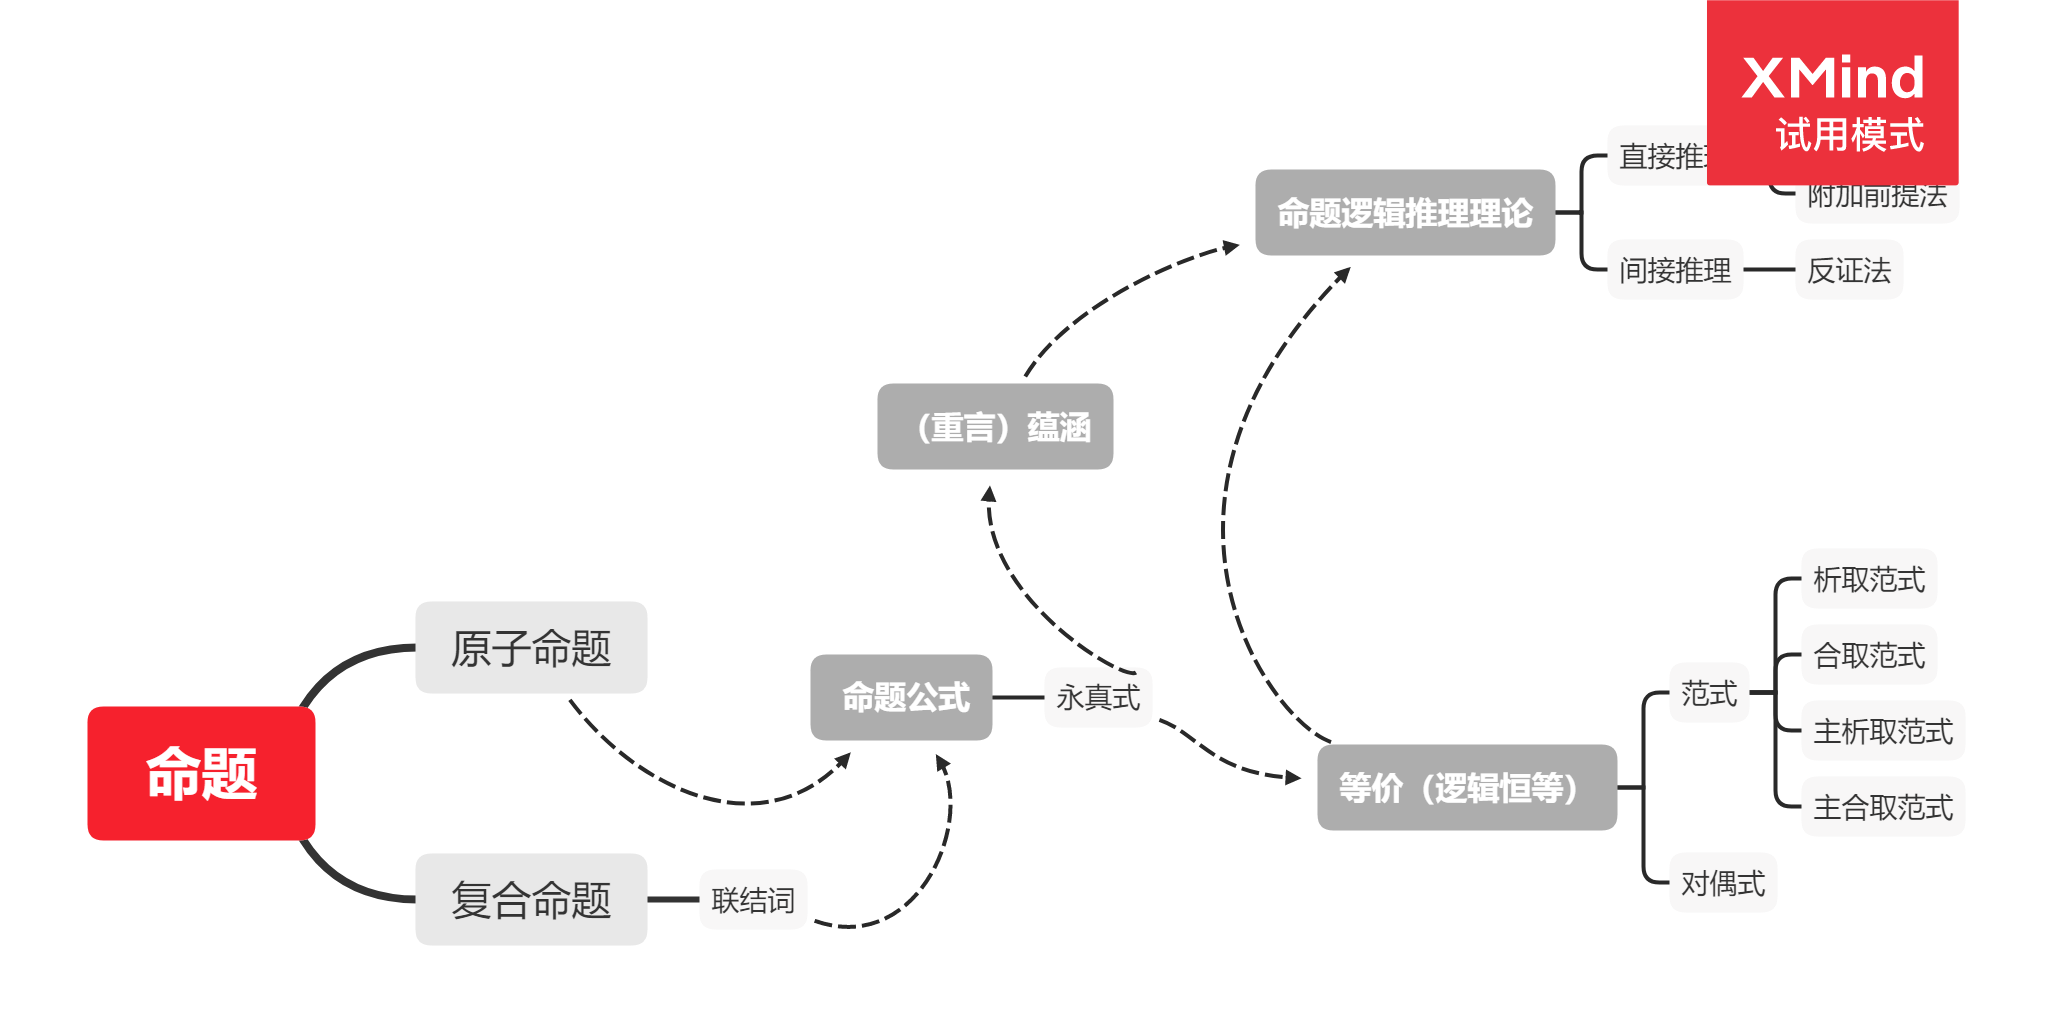 XMind
试用模式
直接推
附加前提法
命题逻辑推理理论
间接推理
反证法
（重言）蕴涵
析取范式
原子命题
合取范式
命题公式
永真式
范式
主析取范式
命题
等价（逻辑恒等）
主合取范式
对偶式
复合命题
联结词